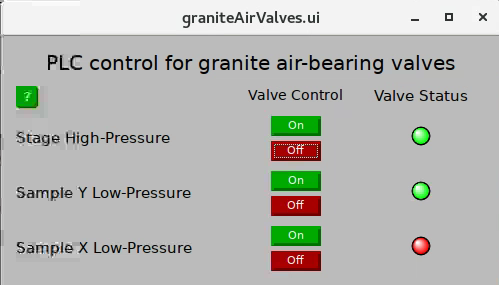 graniteAirValves.ui
PLC control for granite air-bearing valves
?
Valve Control
Valve Status
Stage High-Pressure
On
Off
Sample Y Low-Pressure
On
Off
Sample X Low-Pressure
On
Off